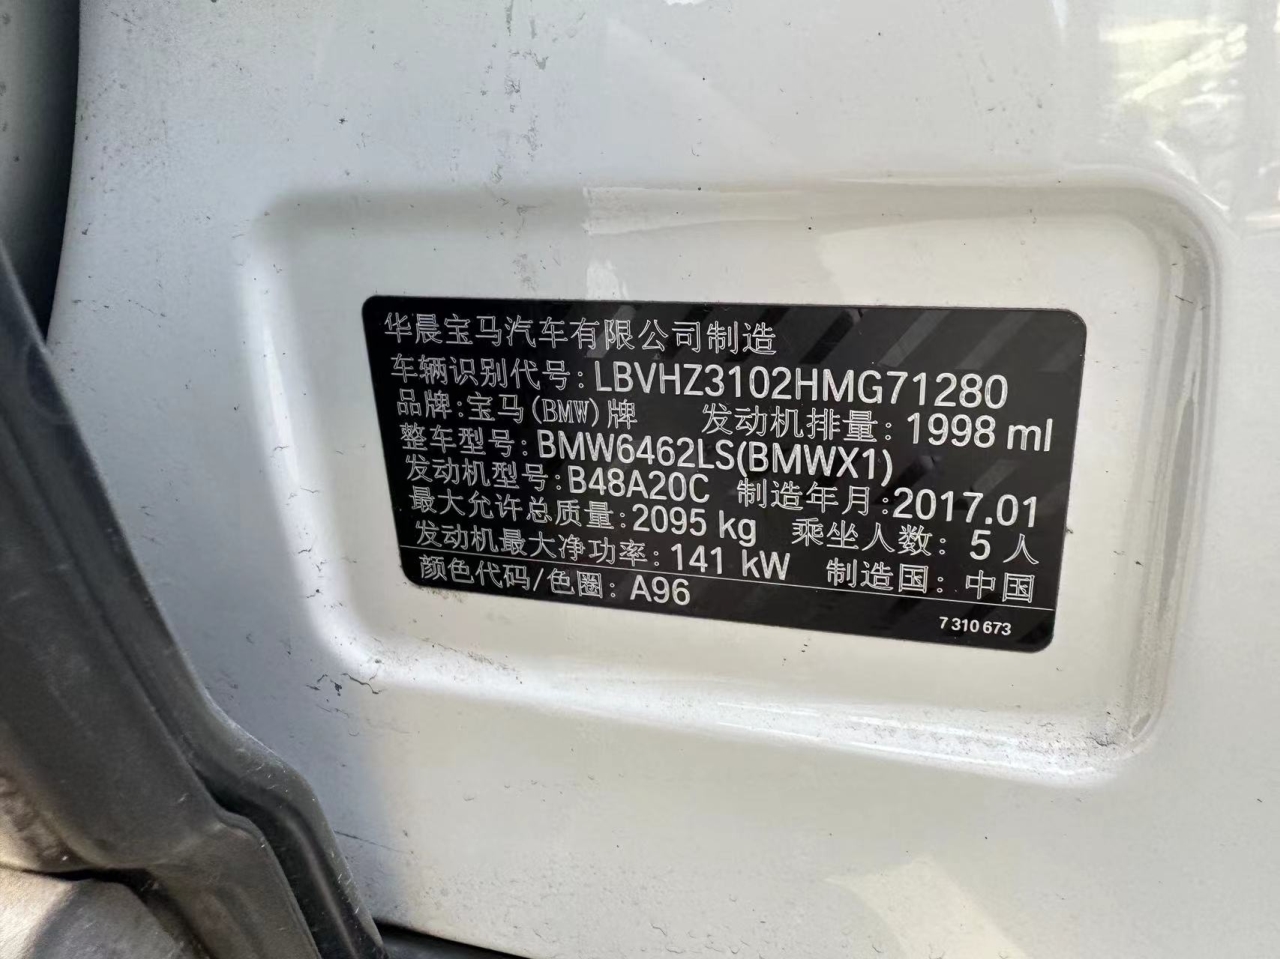 华晨宝马汽车有限公司制造
车辆识别代号: LBVHZ3102HMG71280
品牌: 宝马(BMW)牌 发动机排量: 1998 ml
整车型号: BMW6462LS(BMWX1)
发动机型号: B48A20C 制造年月: 2017.01
最大允许总质量: 2095 kg 乘坐人数: 5 人
发动机最大净功率: 141 kW 制造国: 中国
颜色代码/色圈: A96
7 310 673